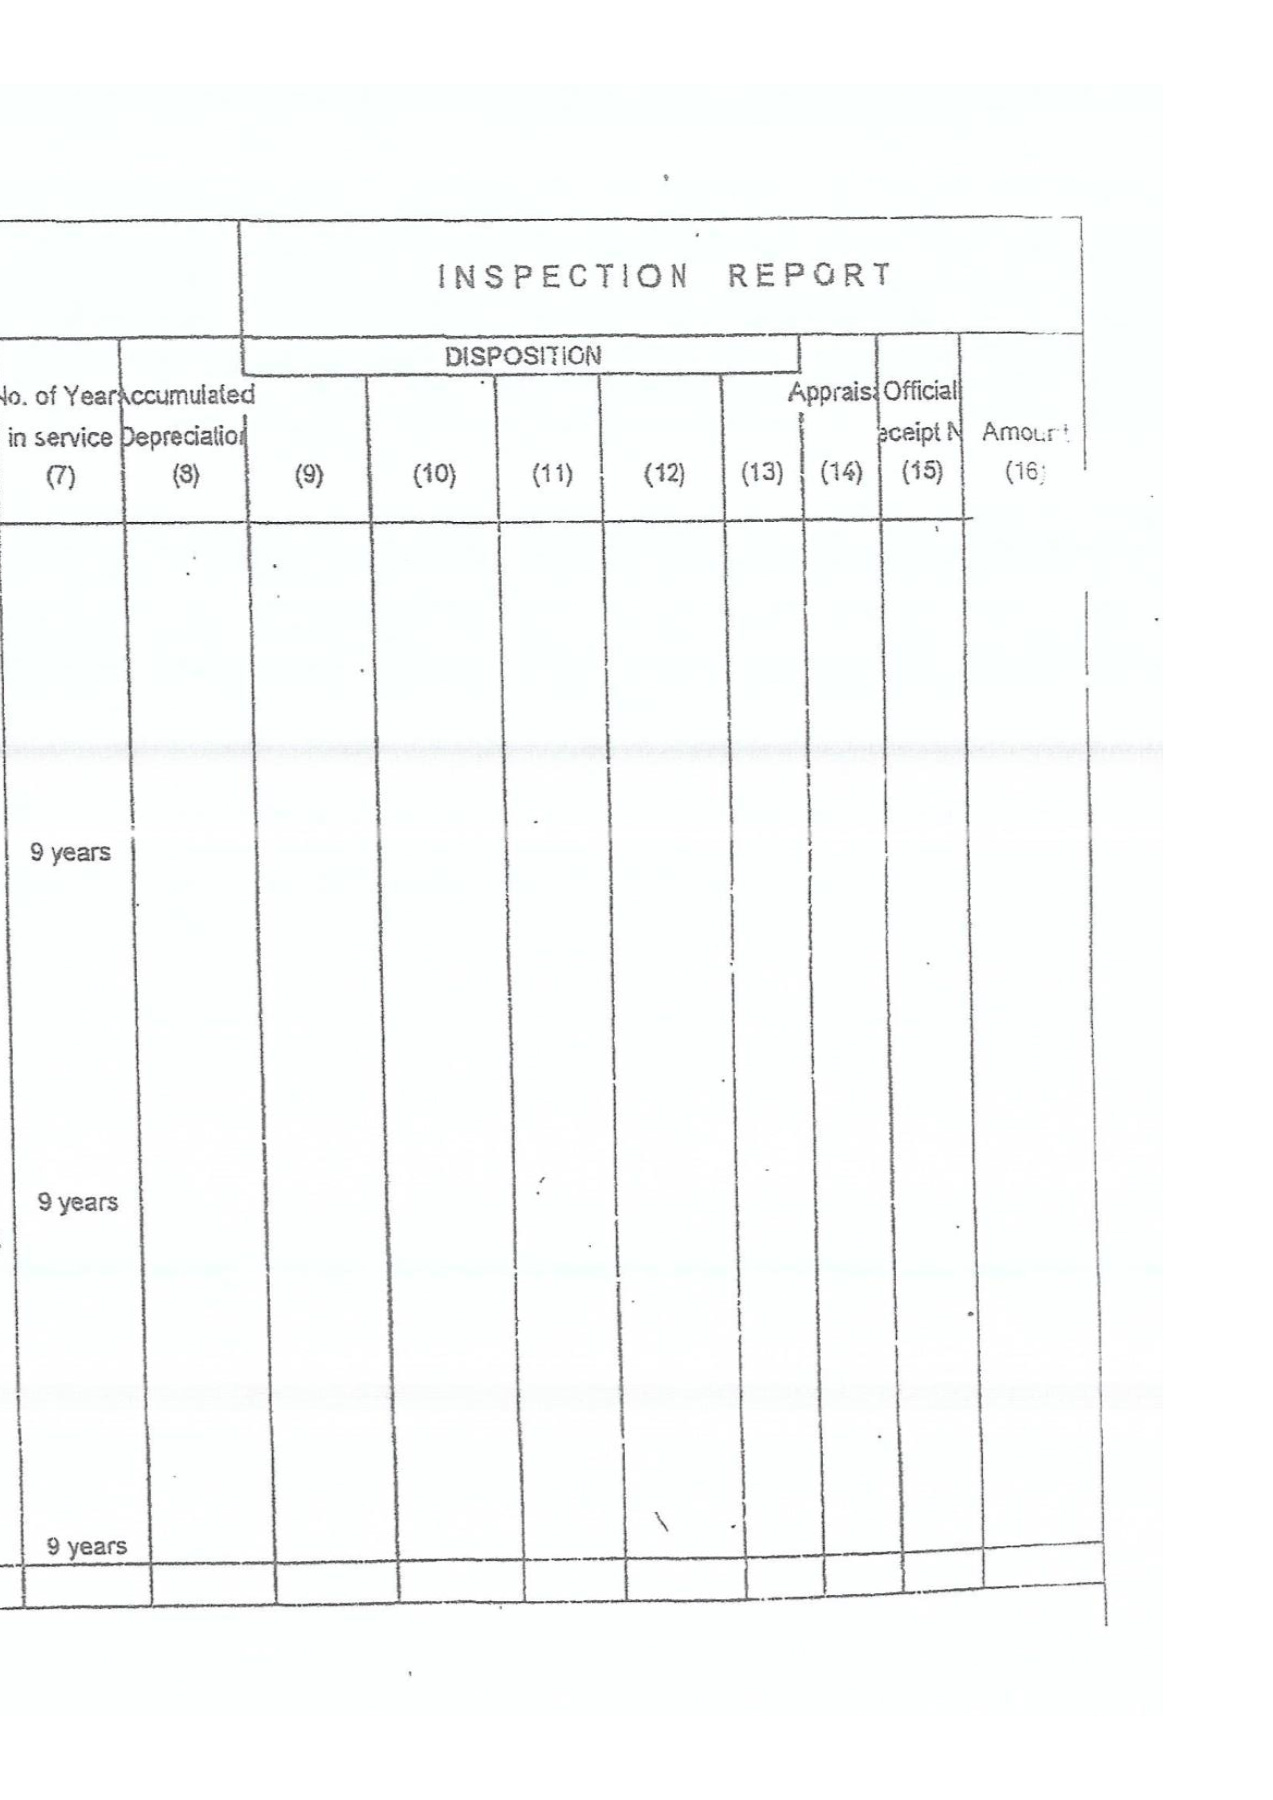 INSPECTION REPORT
DISPOSITION
No. of Year Accumulated Apprais Official
in service Depreciation eceipt N Amount
(7) (8) (9) (10) (11) (12) (13) (14) (15) (16)
9 years
9 years
9 years